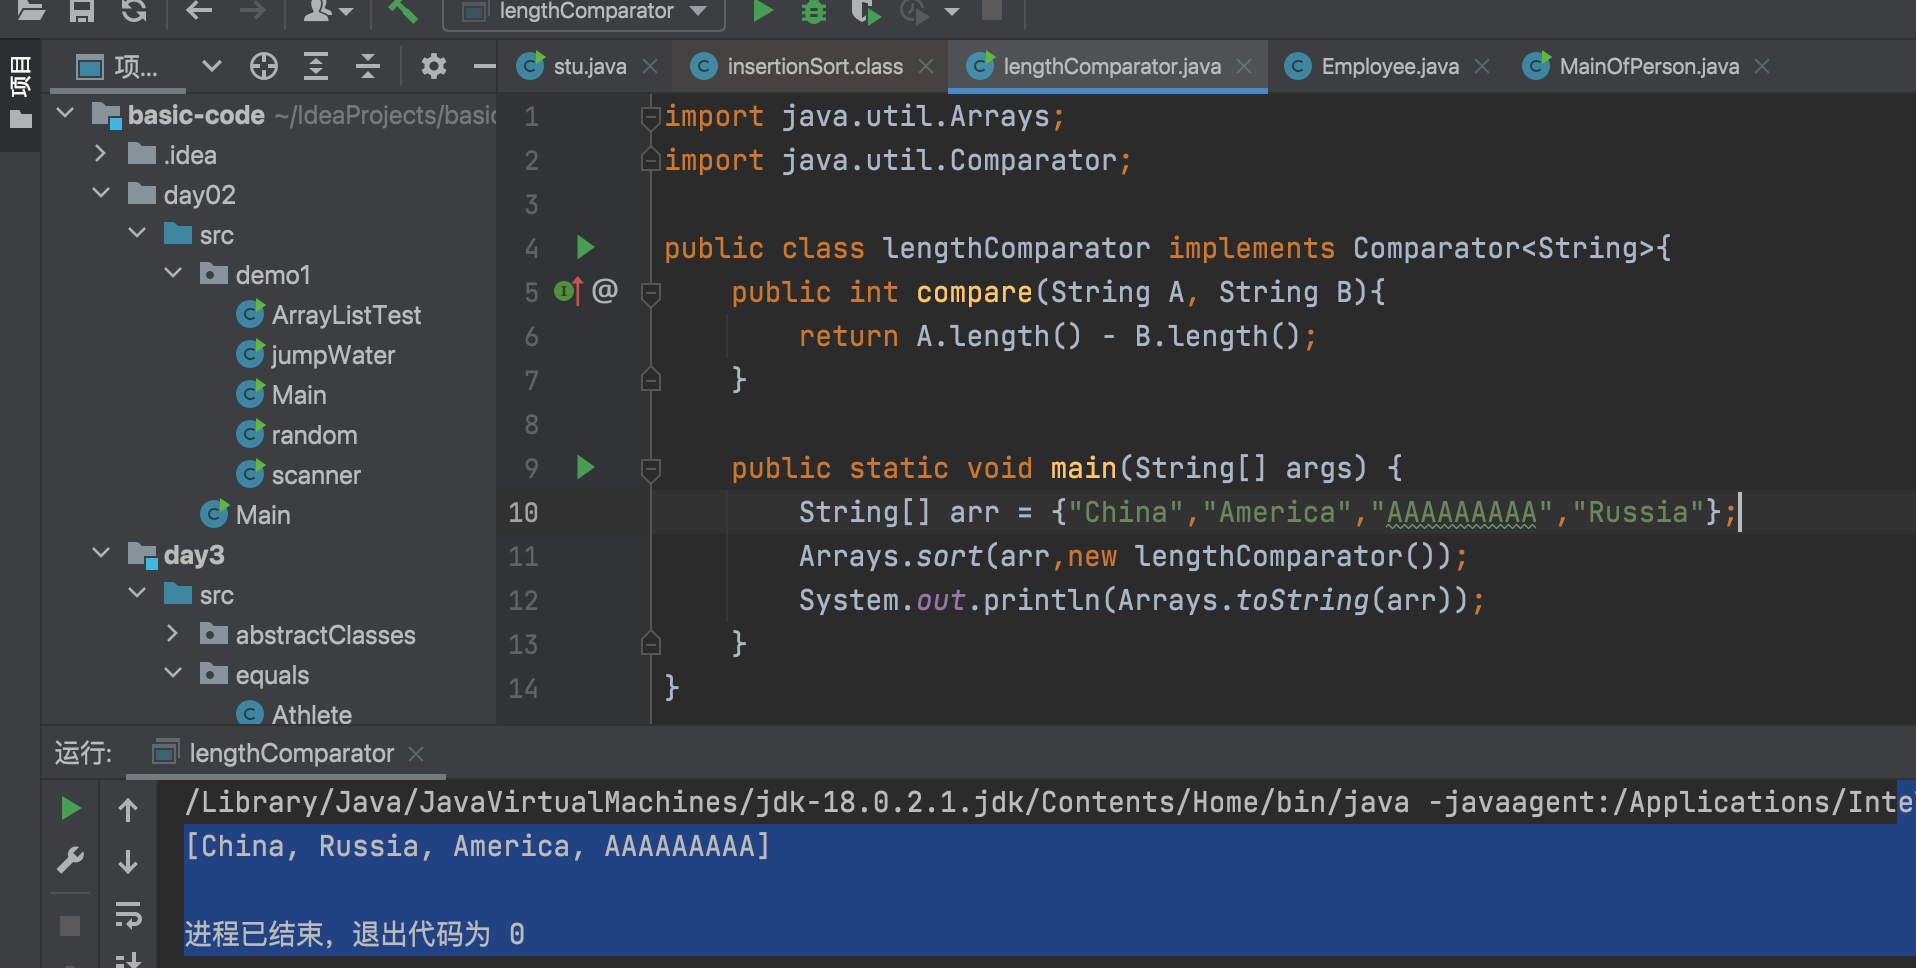 lengthComparator
项目
项...
stu.java
insertionSort.class
lengthComparator.java
Employee.java
MainOfPerson.java
basic-code ~/IdeaProjects/basic
.idea
day02
src
demo1
ArrayListTest
jumpWater
Main
random
scanner
Main
day3
src
abstractClasses
equals
Athlete
1 import java.util.Arrays;
2 import java.util.Comparator;
3
4 public class lengthComparator implements Comparator<String>{
5 @ public int compare(String A, String B){
6 return A.length() - B.length();
7 }
8
9 public static void main(String[] args) {
10 String[] arr = {"China","America","AAAAAAAAA","Russia"};
11 Arrays.sort(arr,new lengthComparator());
12 System.out.println(Arrays.toString(arr));
13 }
14 }
运行: lengthComparator
/Library/Java/JavaVirtualMachines/jdk-18.0.2.1.jdk/Contents/Home/bin/java -javaagent:/Applications/Inte
[China, Russia, America, AAAAAAAAA]
进程已结束，退出代码为 0